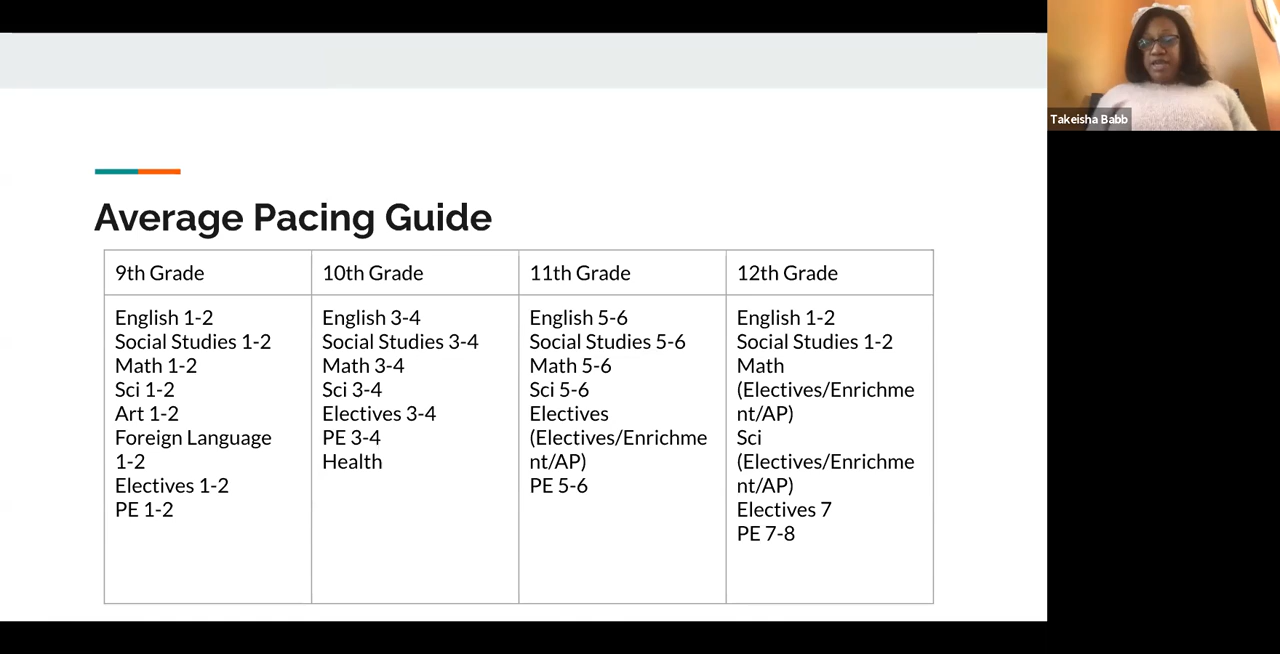 Takeisha Babb
Average Pacing Guide
9th Grade
English 1-2
Social Studies 1-2
Math 1-2
Sci 1-2
Art 1-2
Foreign Language
1-2
Electives 1-2
PE 1-2
10th Grade
English 3-4
Social Studies 3-4
Math 3-4
Sci 3-4
Electives 3-4
PE 3-4
Health
11th Grade
English 5-6
Social Studies 5-6
Math 5-6
Sci 5-6
Electives
(Electives/Enrichme
nt/AP)
PE 5-6
12th Grade
English 1-2
Social Studies 1-2
Math
(Electives/Enrichme
nt/AP)
Sci
(Electives/Enrichme
nt/AP)
Electives 7
PE 7-8